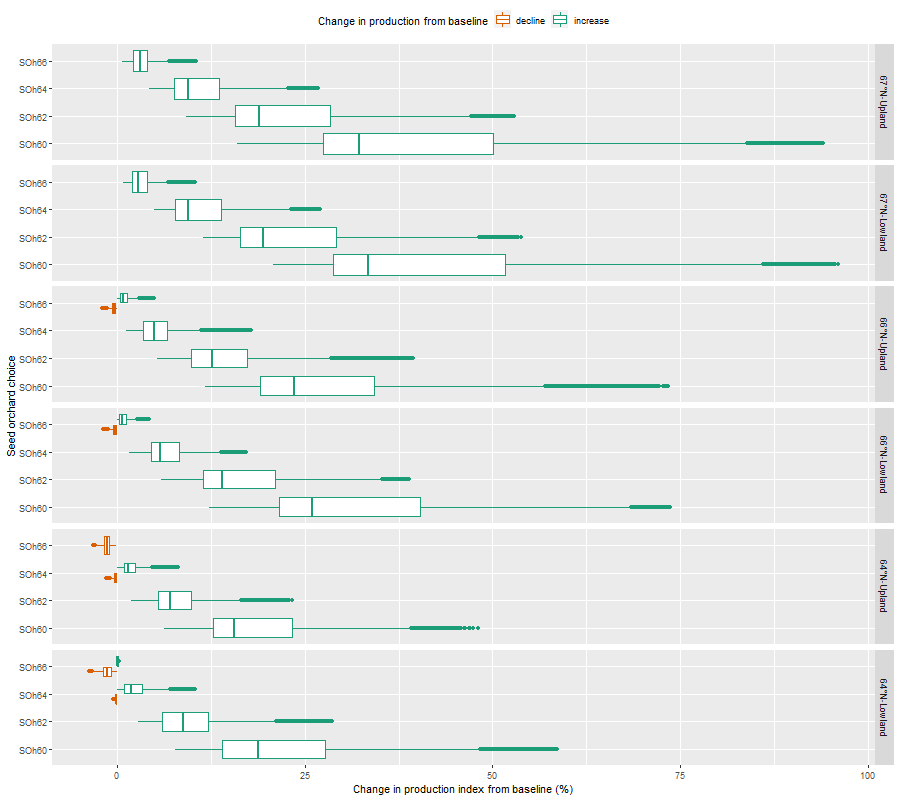 Change in production from baseline decline increase
SOh66
SOh64
SOh62
SOh60
67°N-Upland
SOh66
SOh64
SOh62
SOh60
67°N-Lowland
SOh66
SOh64
SOh62
SOh60
66°N-Upland
Seed orchard choice
SOh66
SOh64
SOh62
SOh60
66°N-Lowland
SOh66
SOh64
SOh62
SOh60
64°N-Upland
SOh66
SOh64
SOh62
SOh60
64°N-Lowland
0 25 50 75 100
Change in production index from baseline (%)